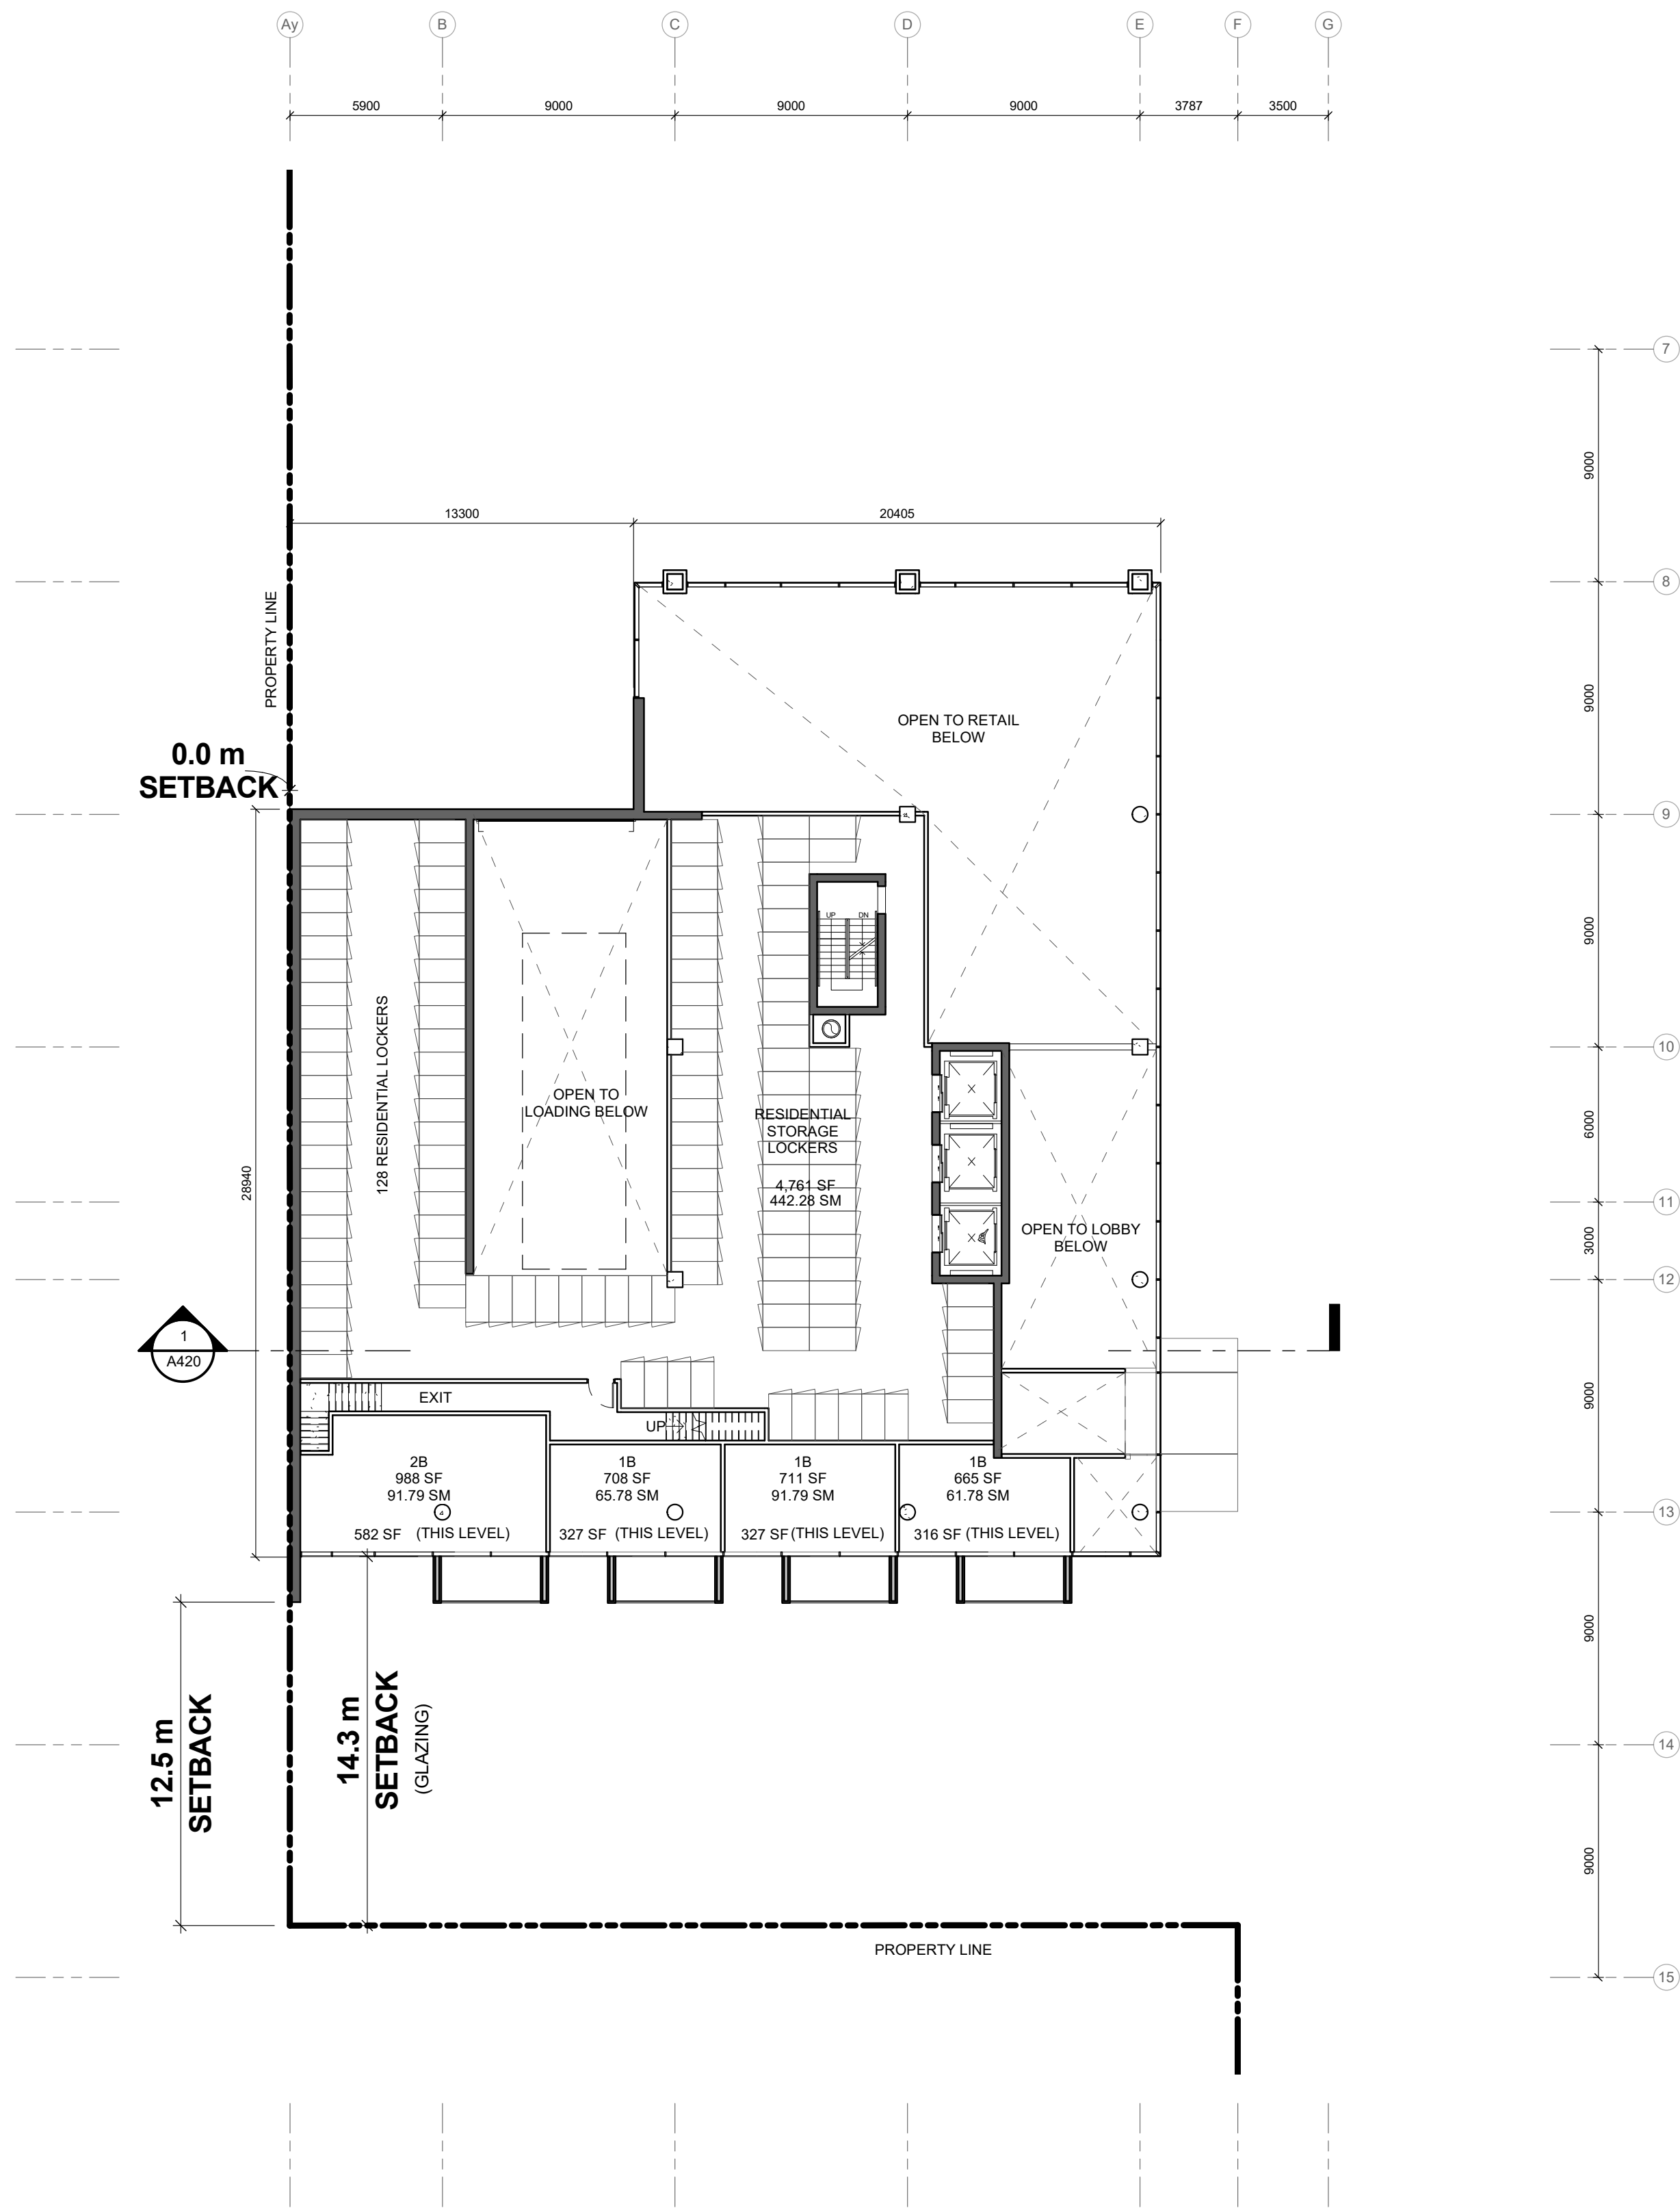 Ay
B
C
D
E
F
G
5900
9000
9000
9000
3787
3500
7
9000
13300
20405
8
PROPERTY LINE
9000
OPEN TO RETAIL
BELOW
0.0 m
SETBACK
9
UP
DN
9000
128 RESIDENTIAL LOCKERS
10
OPEN TO
LOADING BELOW
RESIDENTIAL
STORAGE
LOCKERS
4,761 SF
442.28 SM
6000
28940
11
OPEN TO LOBBY
BELOW
3000
12
1
A420
EXIT
UP
9000
2B
988 SF
91.79 SM
582 SF (THIS LEVEL)
1B
708 SF
65.78 SM
327 SF (THIS LEVEL)
1B
711 SF
91.79 SM
327 SF (THIS LEVEL)
1B
665 SF
61.78 SM
316 SF (THIS LEVEL)
13
9000
12.5 m
SETBACK
14.3 m
SETBACK
(GLAZING)
14
9000
PROPERTY LINE
15